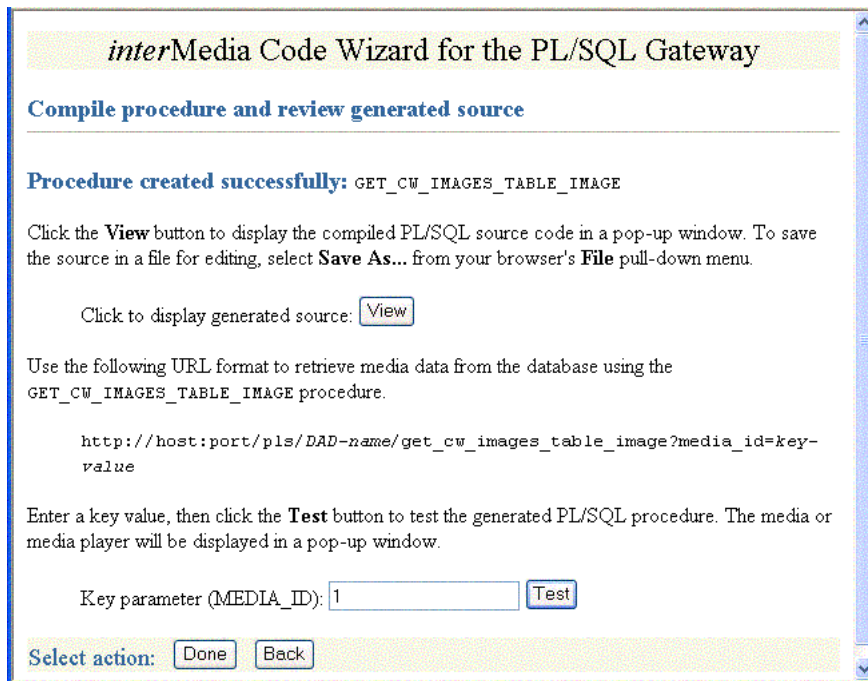 interMedia Code Wizard for the PL/SQL Gateway
Compile procedure and review generated source
Procedure created successfully: GET_CW_IMAGES_TABLE_IMAGE
Click the View button to display the compiled PL/SQL source code in a pop-up window. To save
the source in a file for editing, select Save As... from your browser's File pull-down menu.
Click to display generated source: View
Use the following URL format to retrieve media data from the database using the
GET_CW_IMAGES_TABLE_IMAGE procedure.
http://host:port/pls/DAD-name/get_cw_images_table_image?media_id=key-
value
Enter a key value, then click the Test button to test the generated PL/SQL procedure. The media or
media player will be displayed in a pop-up window.
Key parameter (MEDIA_ID): 1 Test
Select action: Done Back